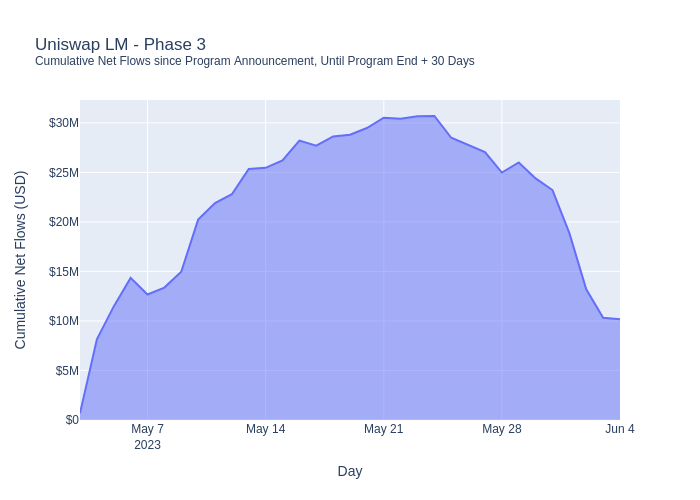 Uniswap LM - Phase 3
Cumulative Net Flows since Program Announcement, Until Program End + 30 Days
Cumulative Net Flows (USD)
$30M
$25M
$20M
$15M
$10M
$5M
$0
May 7
2023
May 14
May 21
May 28
Jun 4
Day